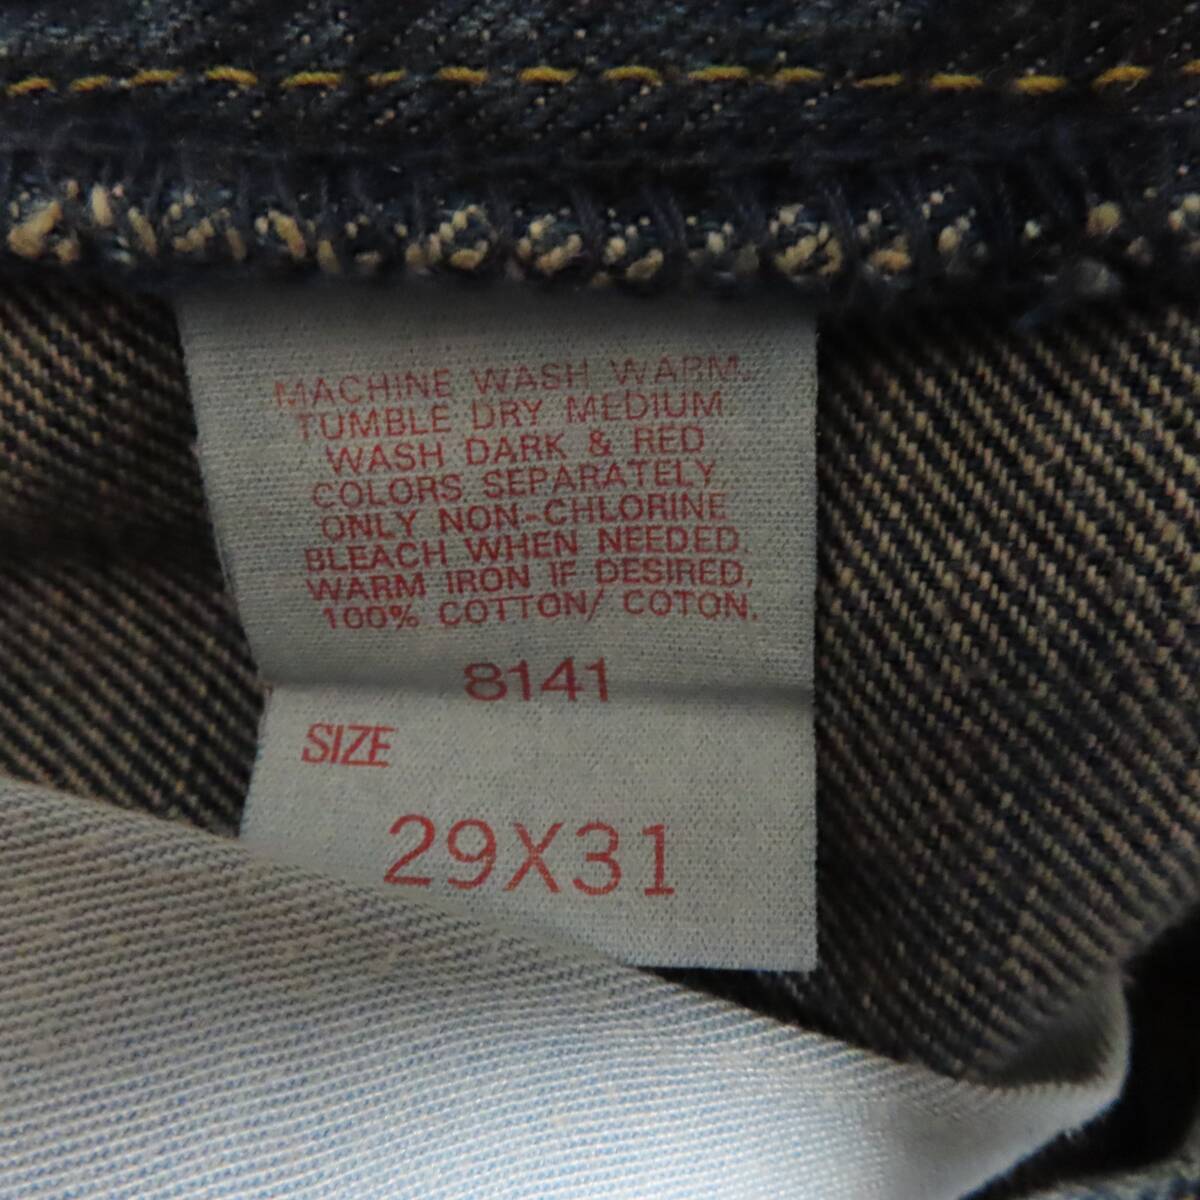 MACHINE WASH WARM.
TUMBLE DRY MEDIUM.
WASH DARK & RED
COLORS SEPARATELY.
ONLY NON-CHLORINE
BLEACH WHEN NEEDED.
WARM IRON IF DESIRED.
100% COTTON/ COTON.
8141
SIZE
29X31